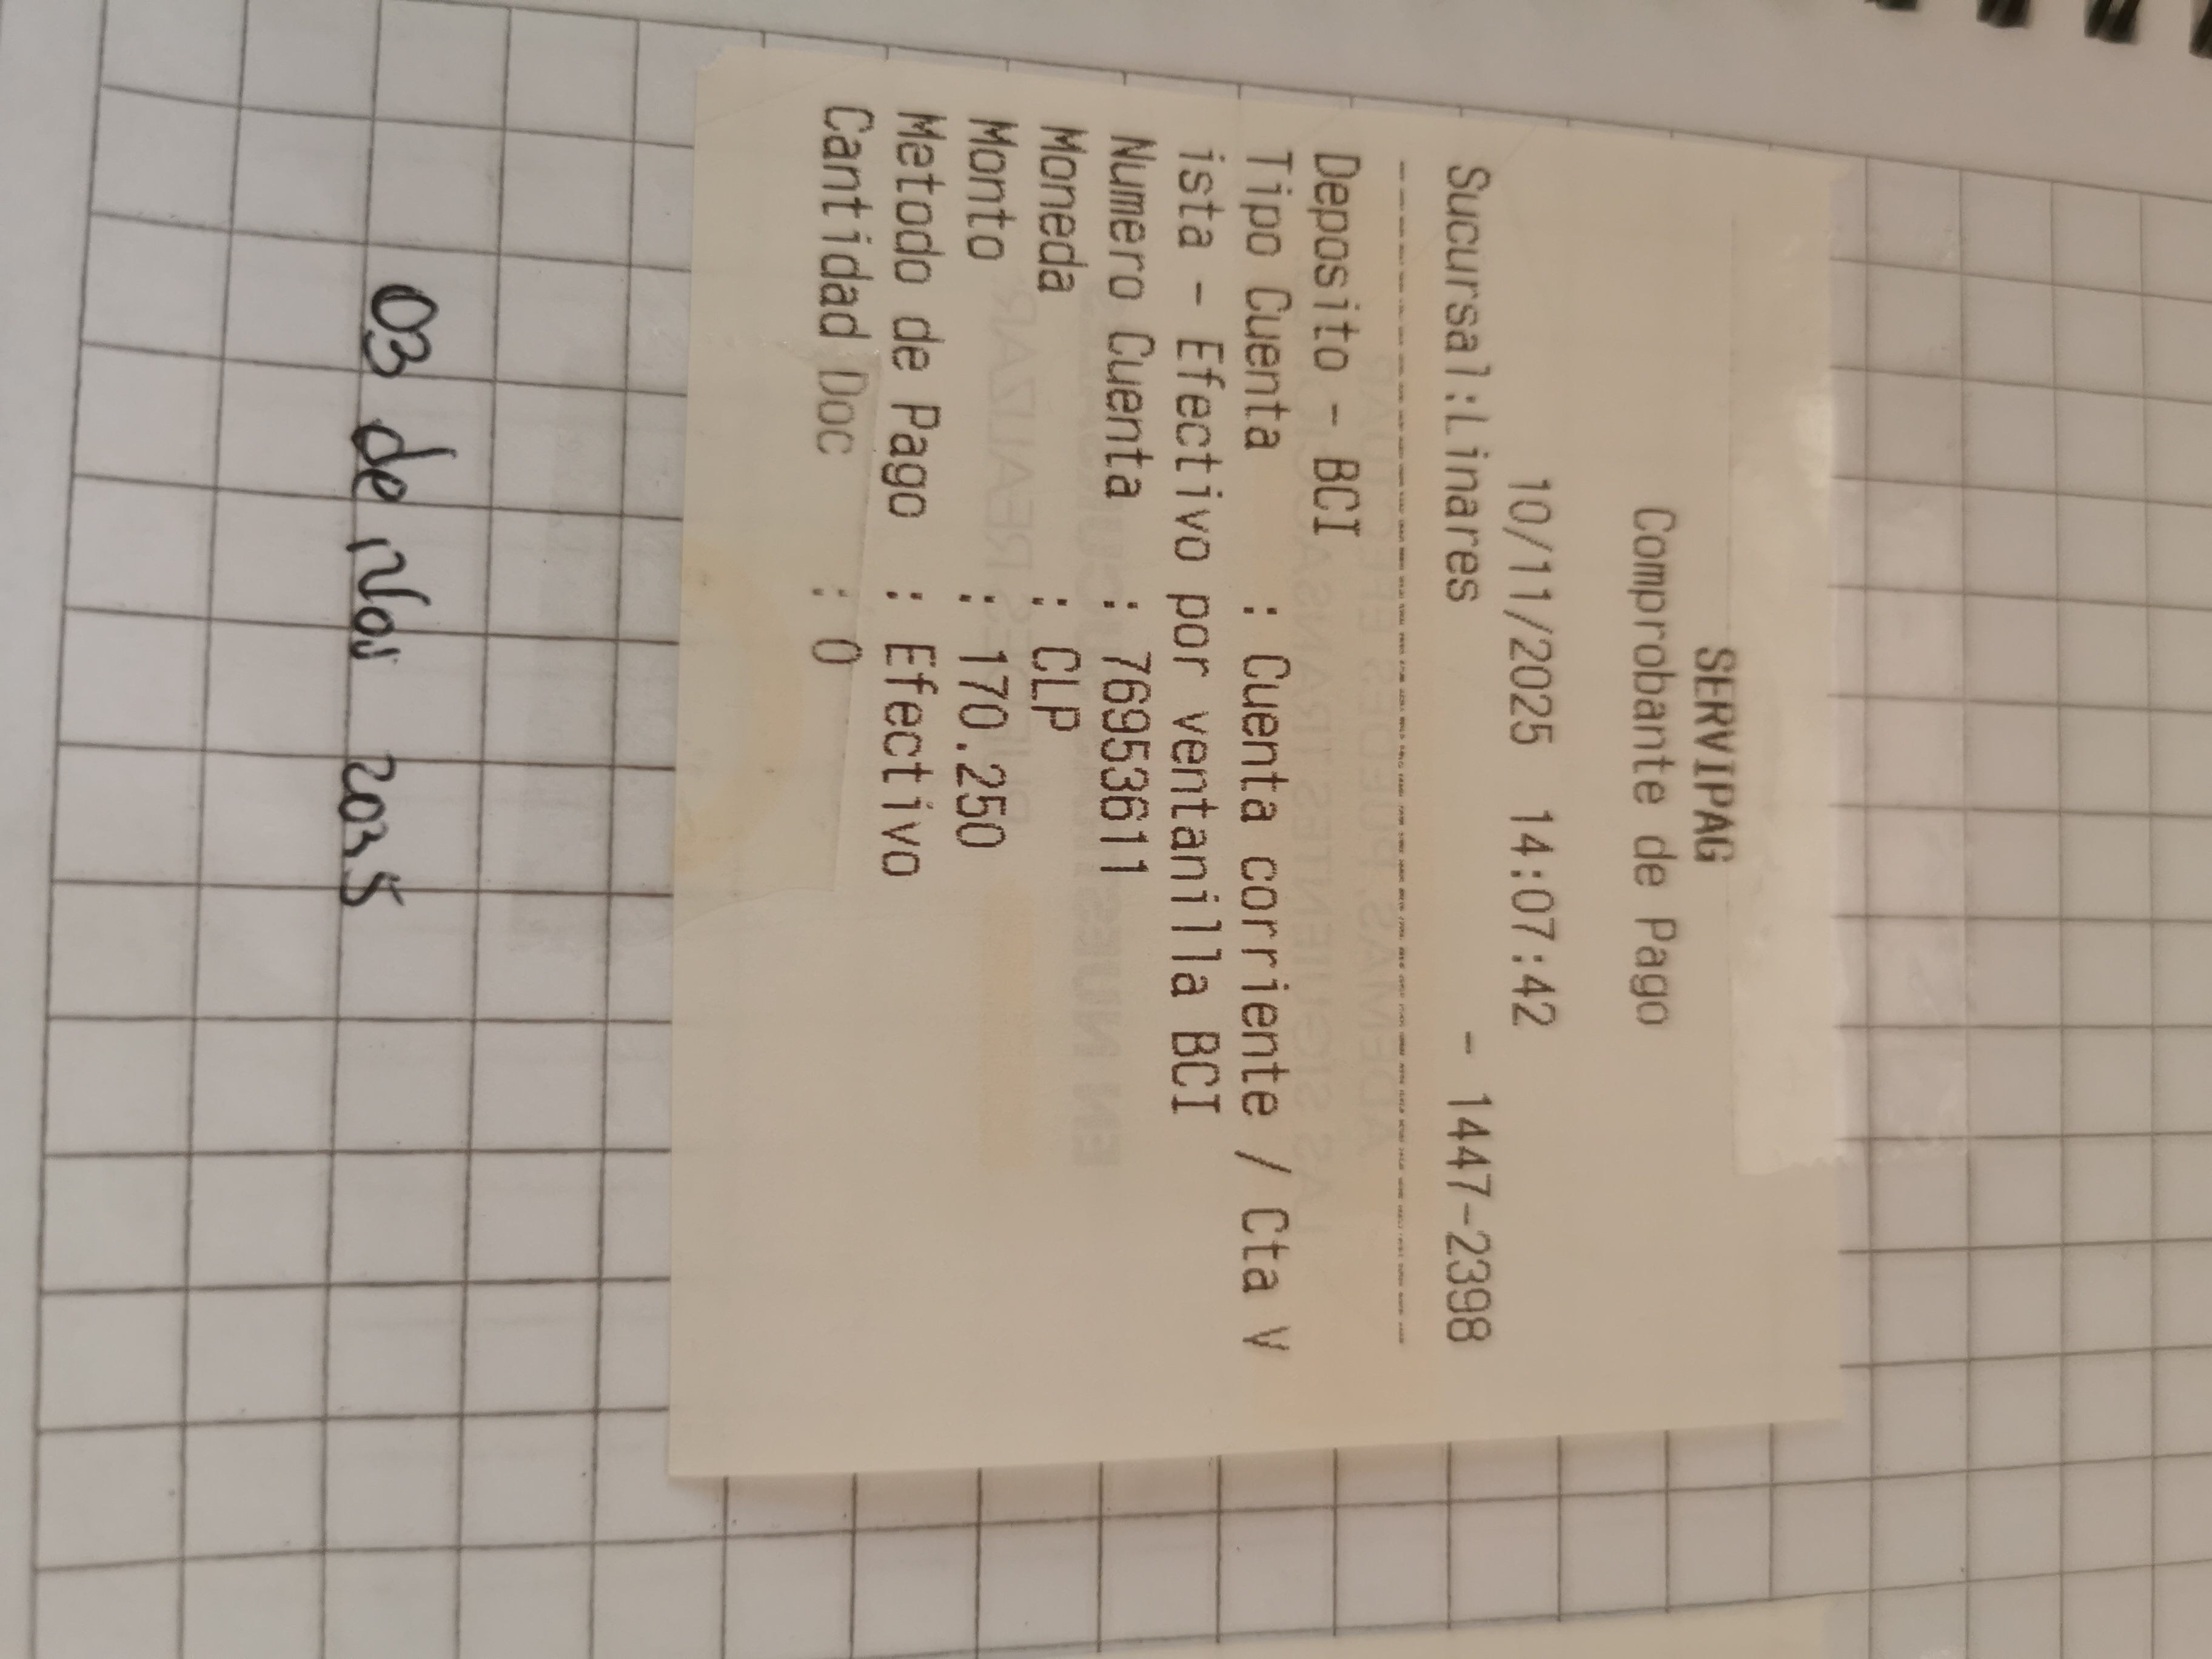 SERVIPAG
Comprobante de Pago
10/11/2025 14:07:42
Sucursal:Linares - 1447-2398
Deposito - BCI
Tipo Cuenta : Cuenta corriente / Cta V
ista - Efectivo por ventanilla BCI
Numero Cuenta : 76953611
Moneda : CLP
Monto : 170.250
Metodo de Pago : Efectivo
Cantidad Doc : 0
03 de Nov 2025